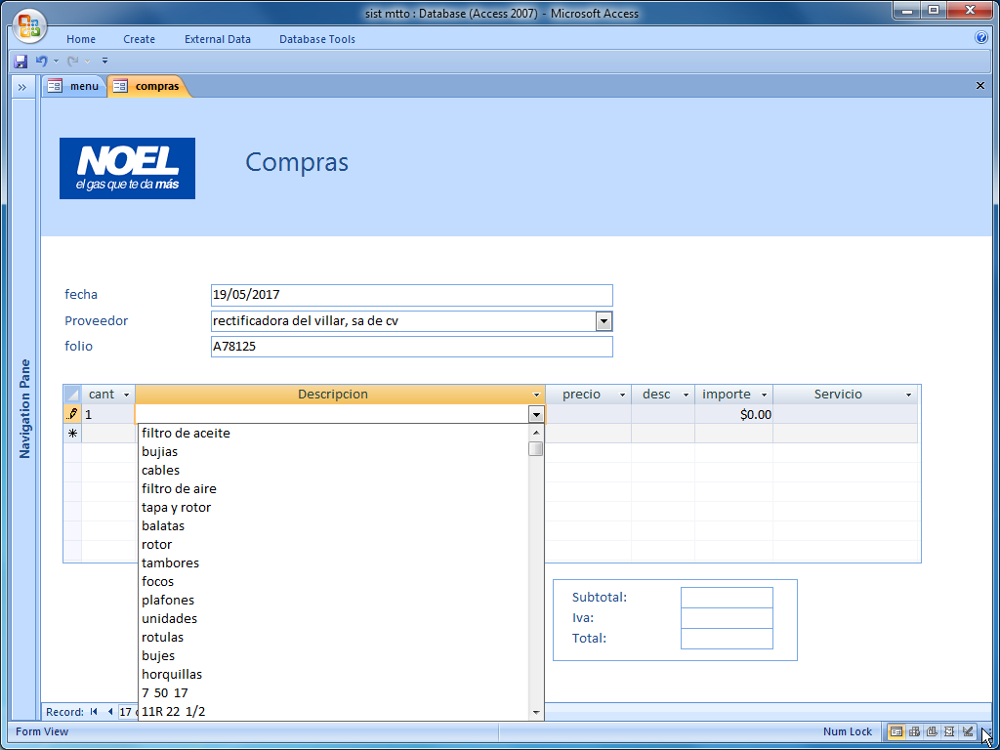 sist mtto : Database (Access 2007) - Microsoft Access
Home Create External Data Database Tools
menu compras
NOEL
el gas que te da más
Compras
fecha 19/05/2017
Proveedor rectificadora del villar, sa de cv
folio A78125
Navigation Pane
cant Descripcion precio desc importe Servicio
1 $0.00
filtro de aceite
bujias
cables
filtro de aire
tapa y rotor
balatas
rotor
tambores
focos
plafones
unidades
rotulas
bujes
horquillas
7 50 17
11R 22 1/2
Subtotal:
Iva:
Total:
Record: 17
Form View Num Lock